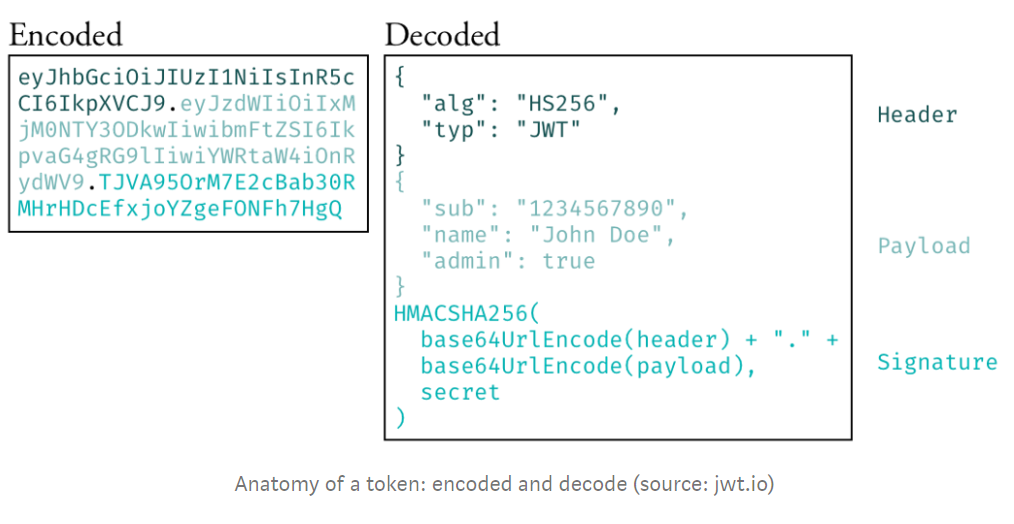 Encoded
eyJhbGciOiJIUzI1NiIsInR5c
CI6IkpXVCJ9.eyJzdWIiOiIxM
jM0NTY3ODkwIiwibmFtZSI6Ik
pvaG4gRG9lIiwiYWRtaW4iOnR
ydWV9.TJVA95OrM7E2cBab30R
MHrHDcEfxjoYZgeFONFh7HgQ
Decoded
{
  "alg": "HS256",
  "typ": "JWT"
}
Header
{
  "sub": "1234567890",
  "name": "John Doe",
  "admin": true
}
Payload
HMACSHA256(
  base64UrlEncode(header) + "." +
  base64UrlEncode(payload),
  secret
)
Signature
Anatomy of a token: encoded and decode (source: jwt.io)